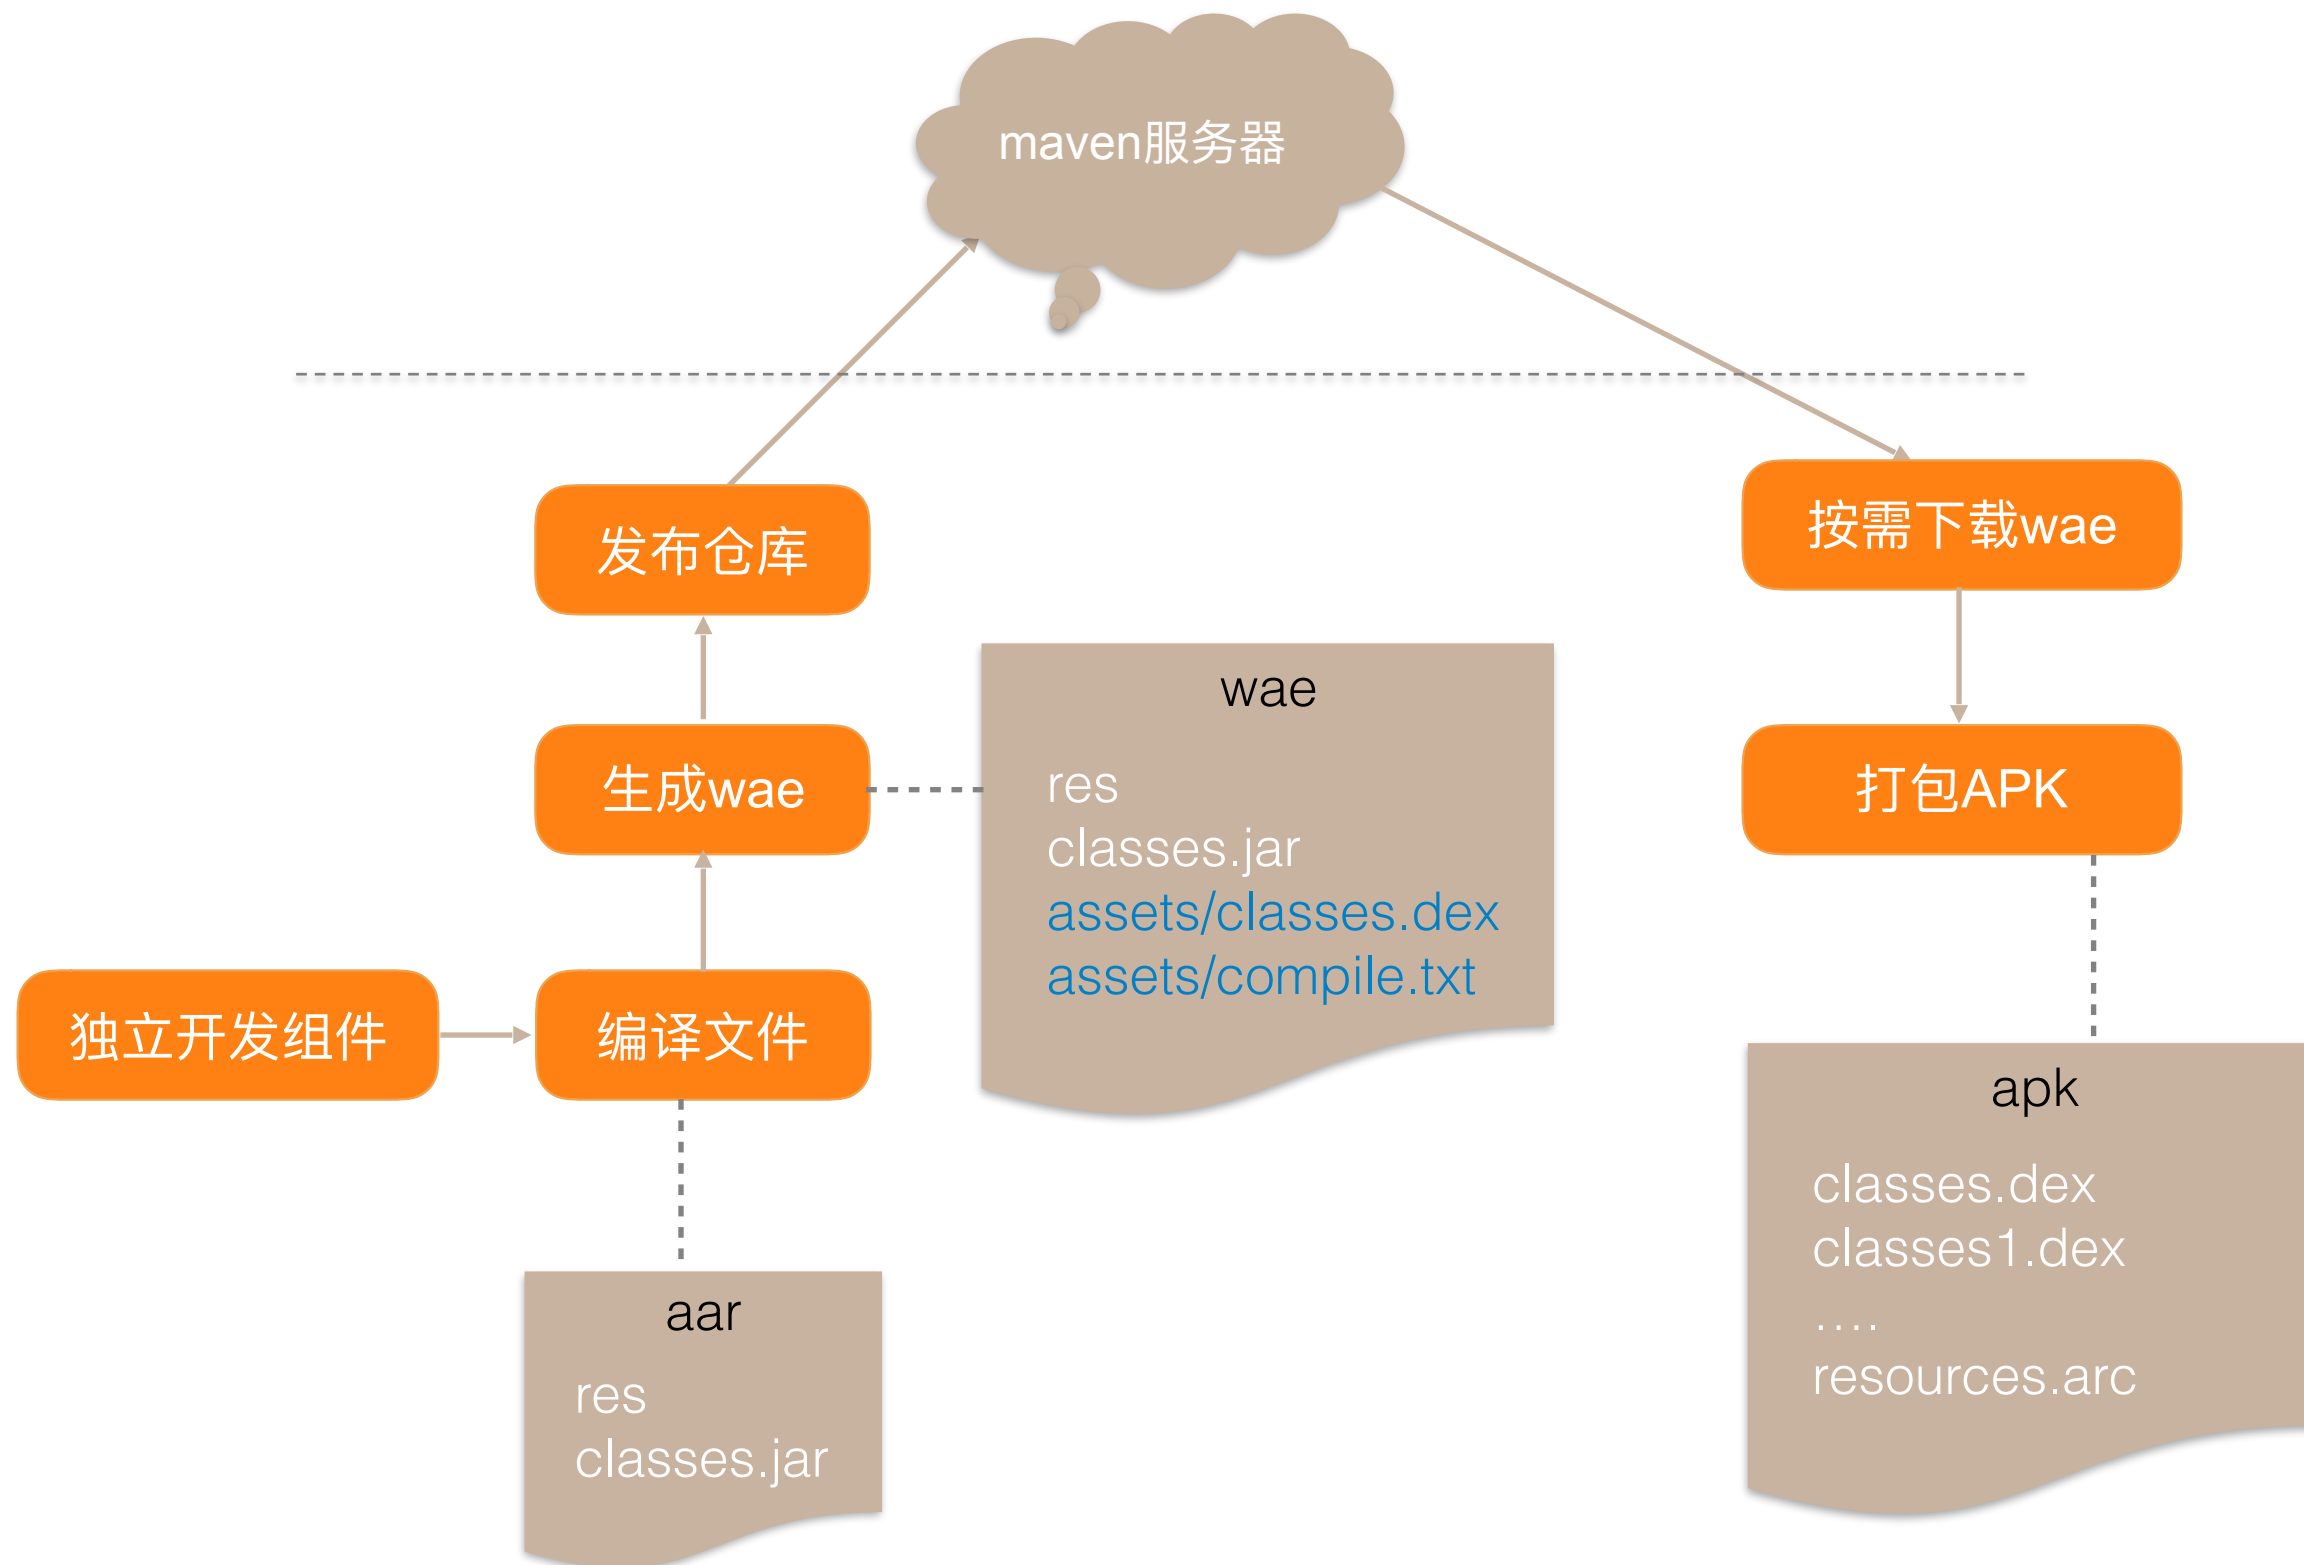 maven服务器
发布仓库
按需下载wae
生成wae
wae
res
classes.jar
assets/classes.dex
assets/compile.txt
打包APK
独立开发组件
编译文件
aar
res
classes.jar
apk
classes.dex
classes1.dex
....
resources.arc